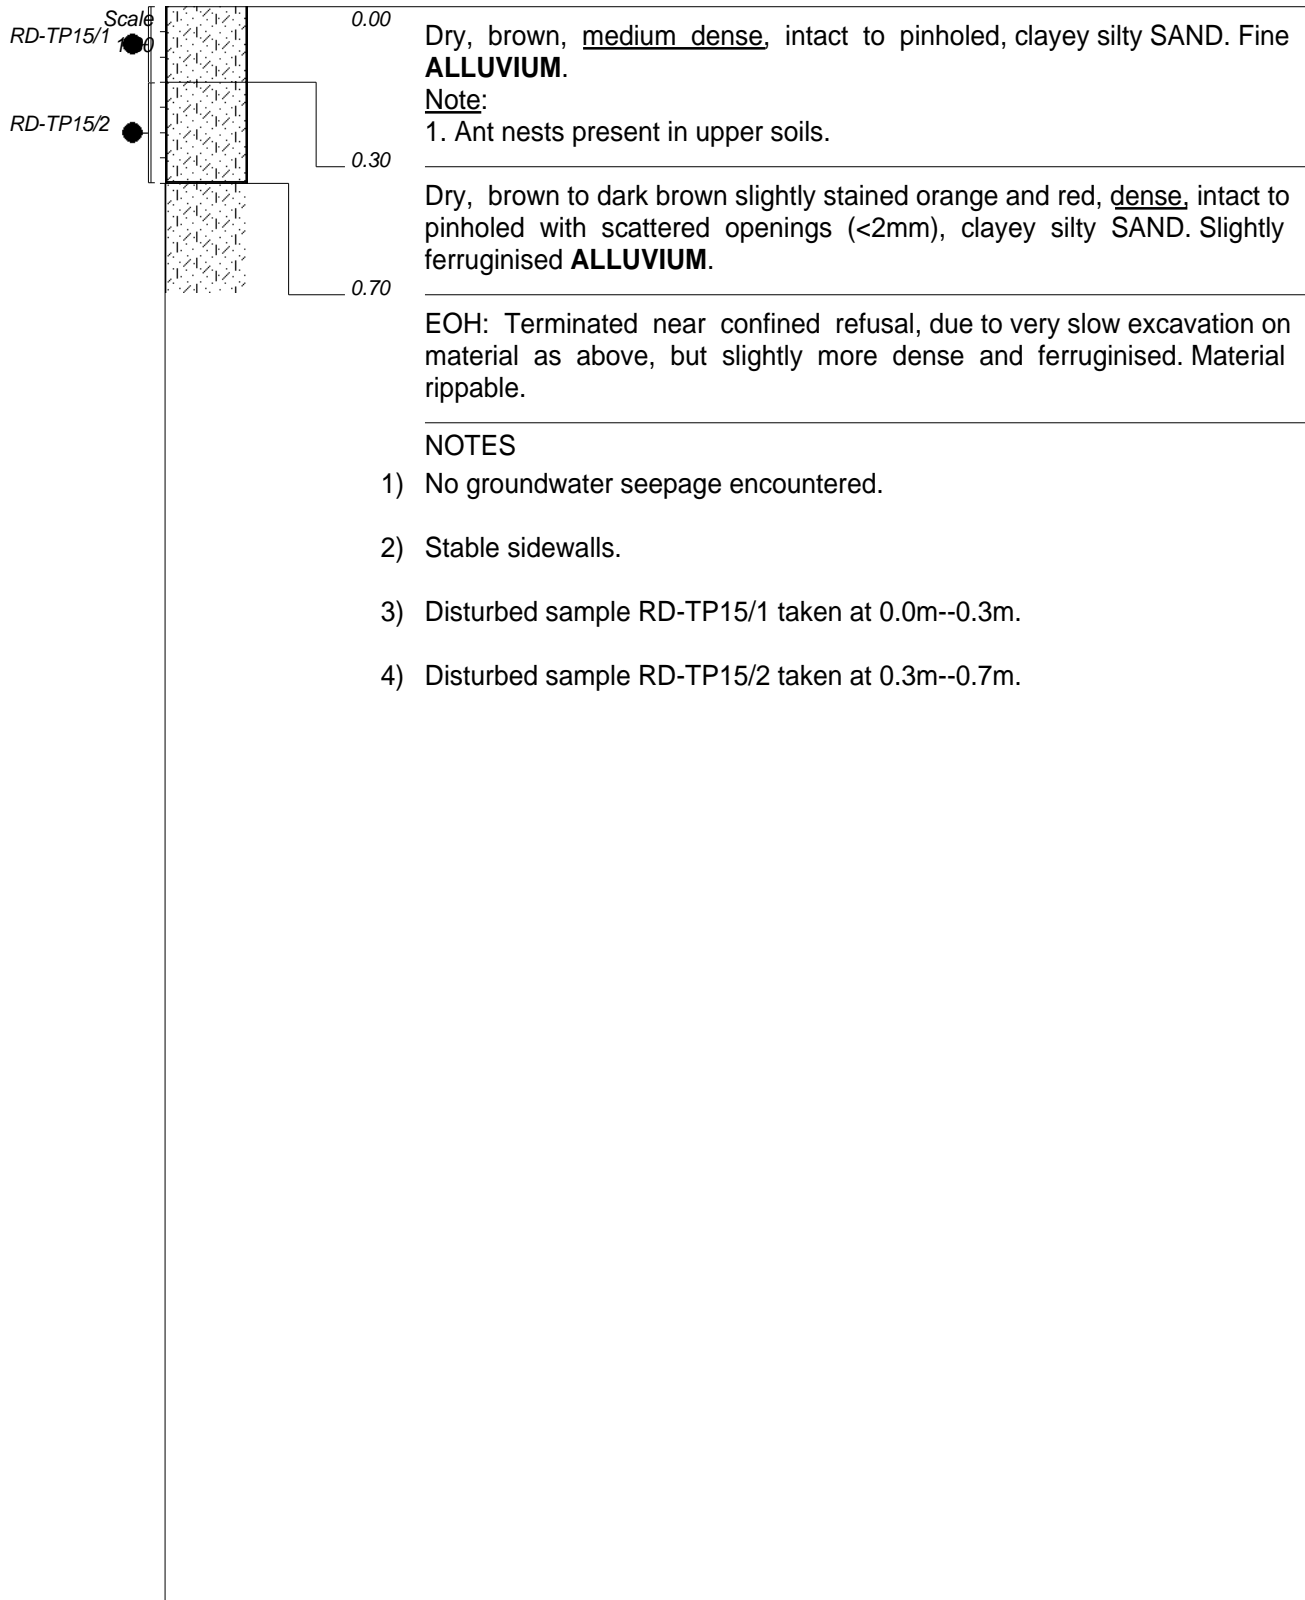 Scale
RD-TP15/1
0.00
Dry, brown, medium dense, intact to pinholed, clayey silty SAND. Fine
ALLUVIUM.
Note:
1. Ant nests present in upper soils.
RD-TP15/2
0.30
Dry, brown to dark brown slightly stained orange and red, dense, intact to
pinholed with scattered openings (<2mm), clayey silty SAND. Slightly
ferruginised ALLUVIUM.
0.70
EOH: Terminated near confined refusal, due to very slow excavation on
material as above, but slightly more dense and ferruginised. Material
rippable.
NOTES
1) No groundwater seepage encountered.
2) Stable sidewalls.
3) Disturbed sample RD-TP15/1 taken at 0.0m--0.3m.
4) Disturbed sample RD-TP15/2 taken at 0.3m--0.7m.